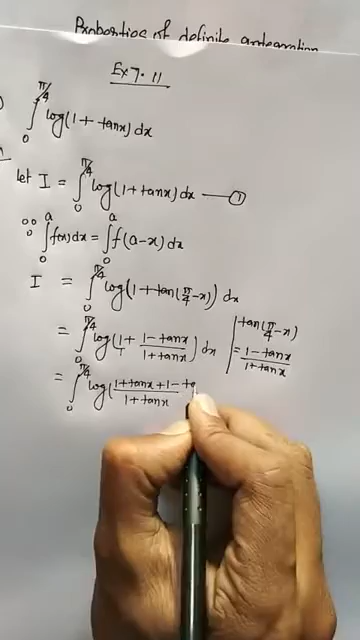 Properties of definite integration
Ex 7.11
) ∫₀^{π/4} log(1 + tanx) dx
let I = ∫₀^{π/4} log(1 + tanx) dx —— ①
∵ ∫₀^a f(x) dx = ∫₀^a f(a-x) dx
I = ∫₀^{π/4} log(1 + tan(π/4 - x)) dx
= ∫₀^{π/4} log(1/1 + (1 - tanx)/(1 + tanx)) dx
tan(π/4 - x)
= (1 - tanx)/(1 + tanx)
= ∫₀^{π/4} log((1 + tanx + 1 - ta)/(1 + tanx)